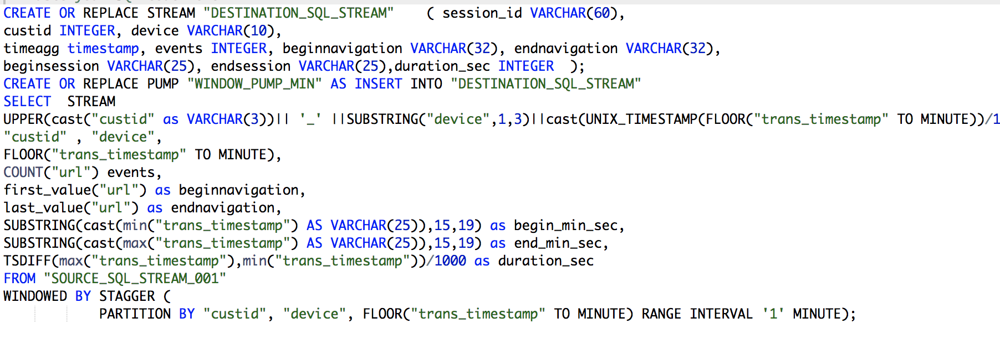 CREATE OR REPLACE STREAM "DESTINATION_SQL_STREAM" ( session_id VARCHAR(60),
custid INTEGER, device VARCHAR(10),
timeagg timestamp, events INTEGER, beginnavigation VARCHAR(32), endnavigation VARCHAR(32),
beginsession VARCHAR(25), endsession VARCHAR(25),duration_sec INTEGER );
CREATE OR REPLACE PUMP "WINDOW_PUMP_MIN" AS INSERT INTO "DESTINATION_SQL_STREAM"
SELECT STREAM
UPPER(cast("custid" as VARCHAR(3))|| '_' ||SUBSTRING("device",1,3)||cast(UNIX_TIMESTAMP(FLOOR("trans_timestamp" TO MINUTE))/1
"custid" , "device",
FLOOR("trans_timestamp" TO MINUTE),
COUNT("url") events,
first_value("url") as beginnavigation,
last_value("url") as endnavigation,
SUBSTRING(cast(min("trans_timestamp") AS VARCHAR(25)),15,19) as begin_min_sec,
SUBSTRING(cast(max("trans_timestamp") AS VARCHAR(25)),15,19) as end_min_sec,
TSDIFF(max("trans_timestamp"),min("trans_timestamp"))/1000 as duration_sec
FROM "SOURCE_SQL_STREAM_001"
WINDOWED BY STAGGER (
PARTITION BY "custid", "device", FLOOR("trans_timestamp" TO MINUTE) RANGE INTERVAL '1' MINUTE);